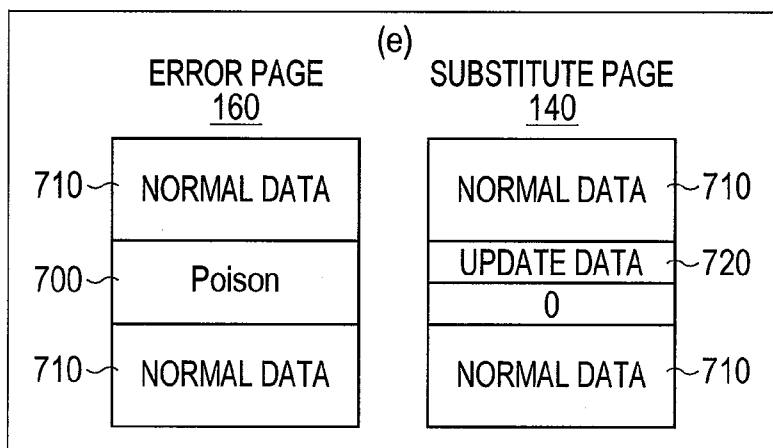 (e)
ERROR PAGE SUBSTITUTE PAGE
160 140
710 NORMAL DATA NORMAL DATA 710
700 Poison UPDATE DATA 720
0
710 NORMAL DATA NORMAL DATA 710